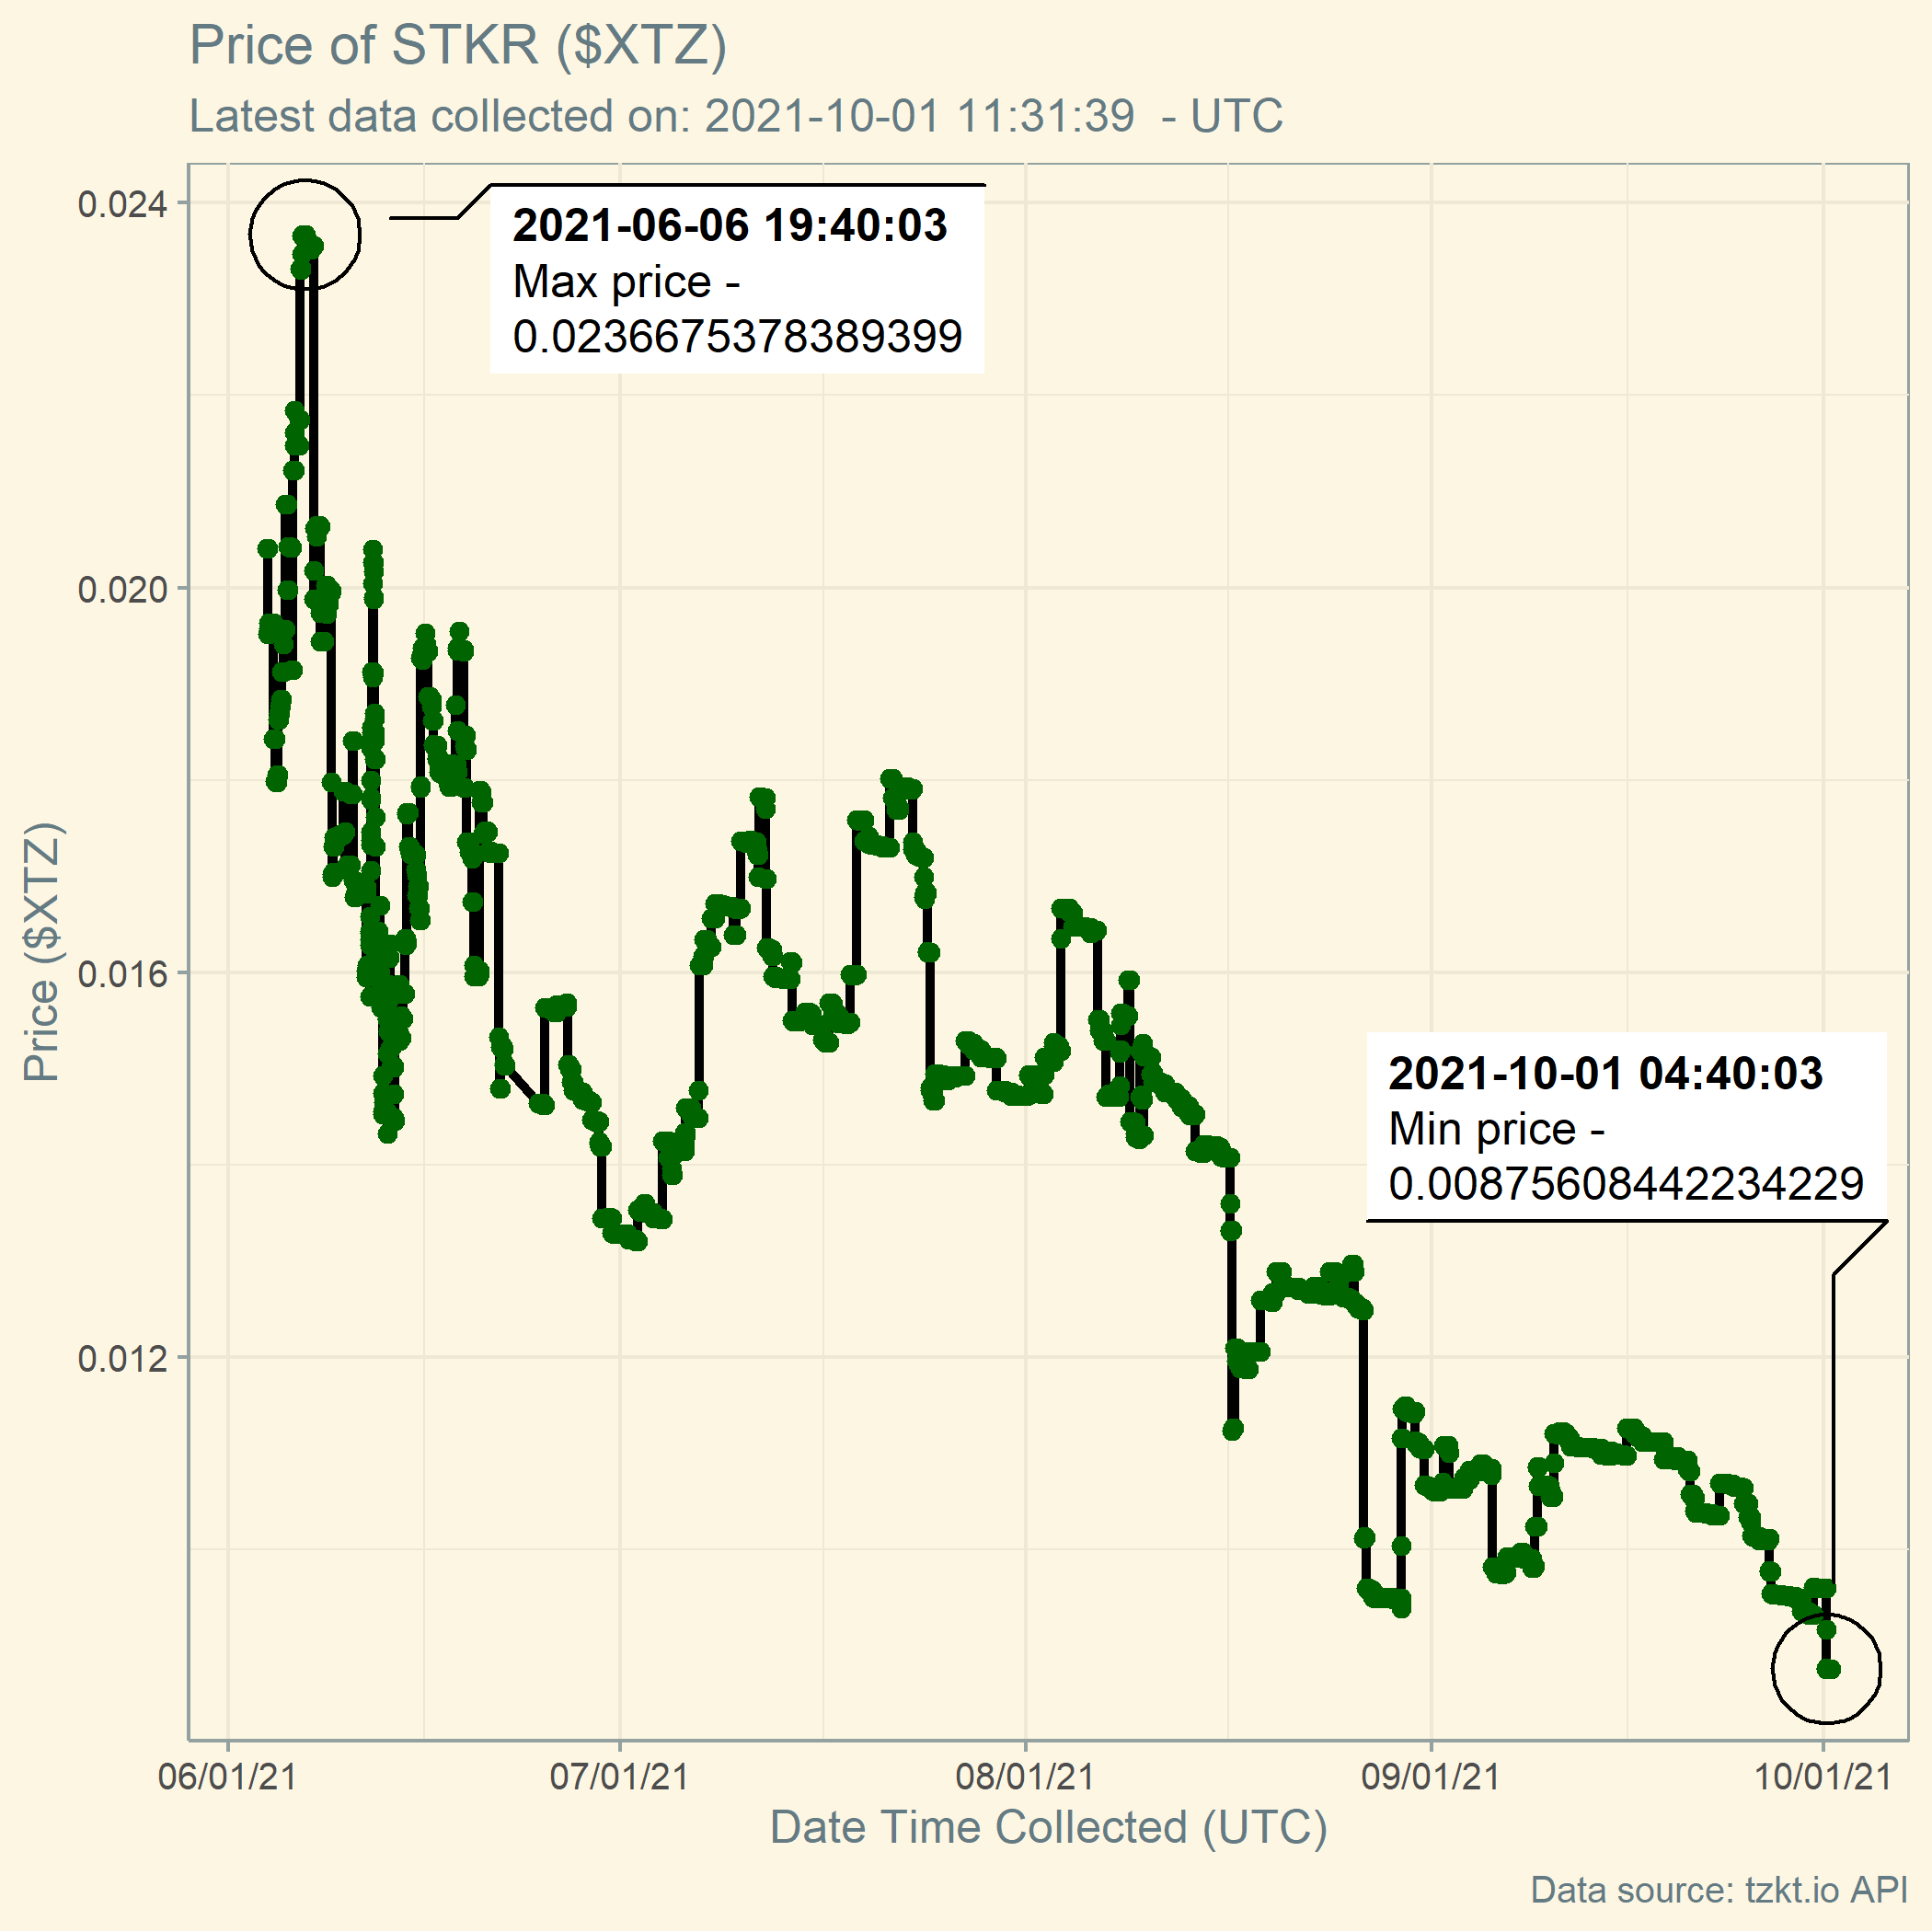 Price of STKR ($XTZ)
Latest data collected on: 2021-10-01 11:31:39  - UTC
0.024
2021-06-06 19:40:03
Max price -
0.0236675378389399
0.020
Price ($XTZ)
0.016
2021-10-01 04:40:03
Min price -
0.00875608442234229
0.012
06/01/21
07/01/21
08/01/21
09/01/21
10/01/21
Date Time Collected (UTC)
Data source: tzkt.io API